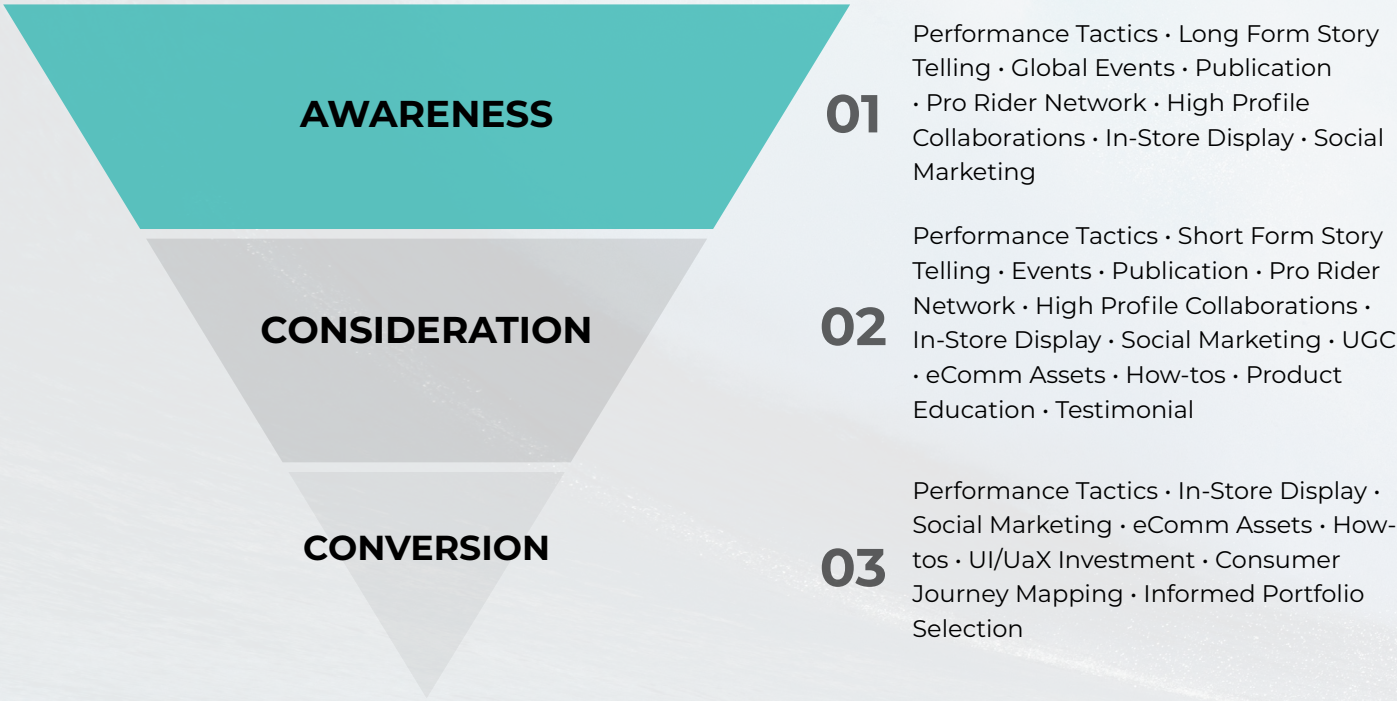 AWARENESS
01
Performance Tactics • Long Form Story
Telling • Global Events • Publication
• Pro Rider Network • High Profile
Collaborations • In-Store Display • Social
Marketing
CONSIDERATION
02
Performance Tactics • Short Form Story
Telling • Events • Publication • Pro Rider
Network • High Profile Collaborations •
In-Store Display • Social Marketing • UGC
• eComm Assets • How-tos • Product
Education • Testimonial
CONVERSION
03
Performance Tactics • In-Store Display •
Social Marketing • eComm Assets • How-
tos • UI/UaX Investment • Consumer
Journey Mapping • Informed Portfolio
Selection